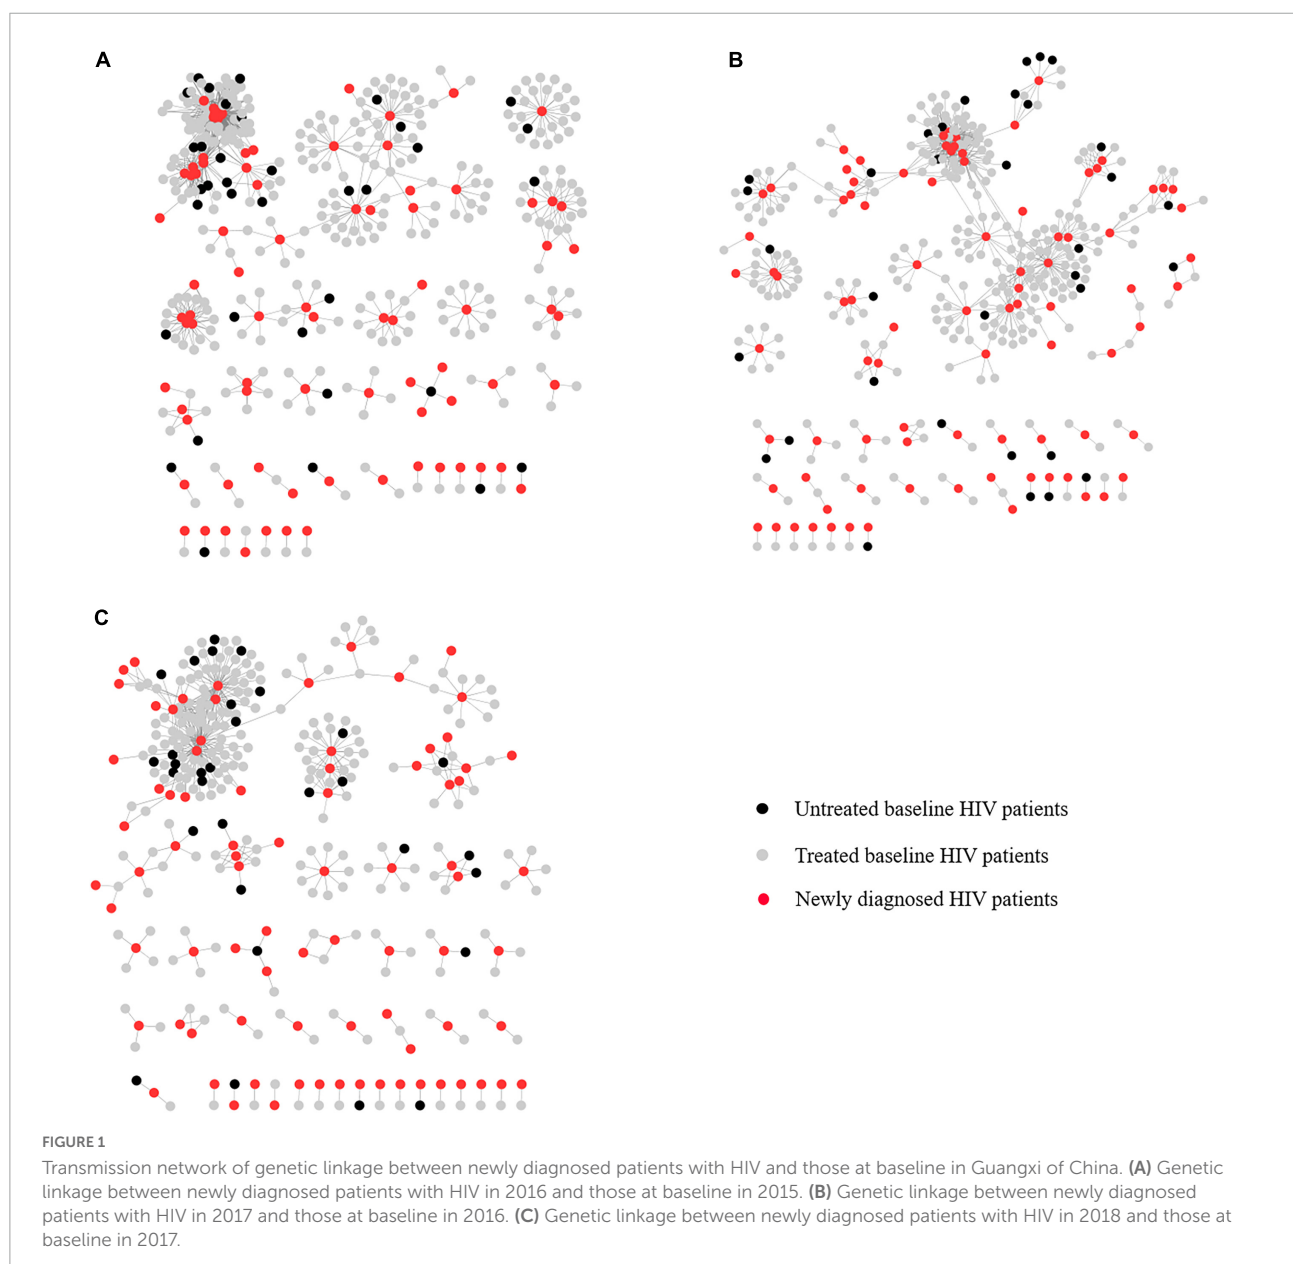 A
B
C
Untreated baseline HIV patients
Treated baseline HIV patients
Newly diagnosed HIV patients
FIGURE 1
Transmission network of genetic linkage between newly diagnosed patients with HIV and those at baseline in Guangxi of China. (A) Genetic
linkage between newly diagnosed patients with HIV in 2016 and those at baseline in 2015. (B) Genetic linkage between newly diagnosed
patients with HIV in 2017 and those at baseline in 2016. (C) Genetic linkage between newly diagnosed patients with HIV in 2018 and those at
baseline in 2017.